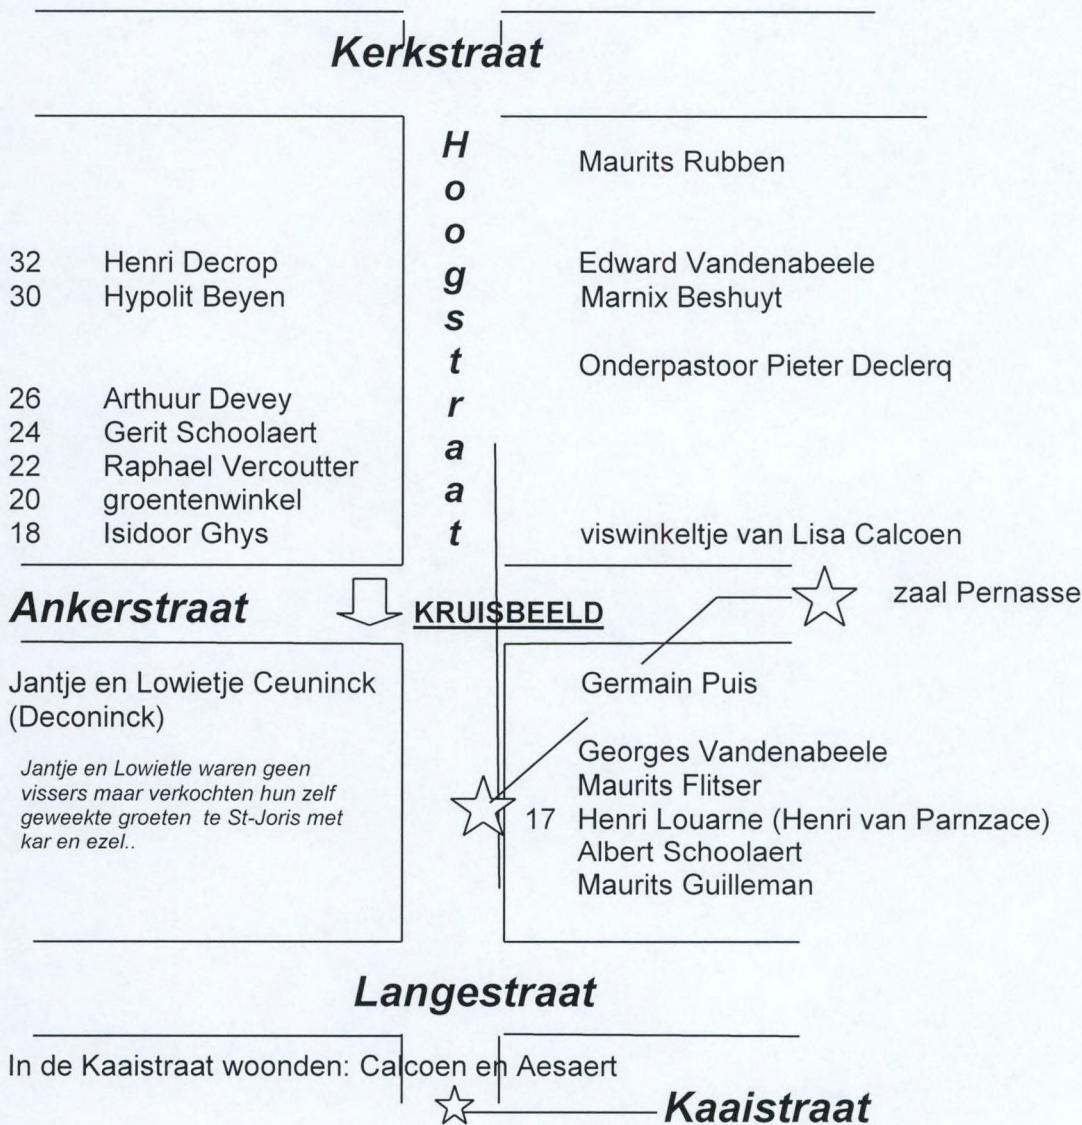 Kerkstraat
Hoogstraat
Maurits Rubben
32 Henri Decrop
Edward Vandenabeele
30 Hypolit Beyen
Marnix Beshuyt
Onderpastoor Pieter Declerq
26 Arthuur Devey
24 Gerit Schoolaert
22 Raphael Vercoutter
20 groentenwinkel
18 Isidoor Ghys
viswinkeltje van Lisa Calcoen
Ankerstraat
KRUISBEELD
zaal Pernasse
Jantje en Lowietje Ceuninck
(Deconinck)
Jantje en Lowietle waren geen
vissers maar verkochten hun zelf
geweekte groeten te St-Joris met
kar en ezel..
Germain Puis
Georges Vandenabeele
Maurits Flitser
17 Henri Louarne (Henri van Parnzace)
Albert Schoolaert
Maurits Guilleman
Langestraat
In de Kaaistraat woonden: Calcoen en Aesaert
Kaaistraat